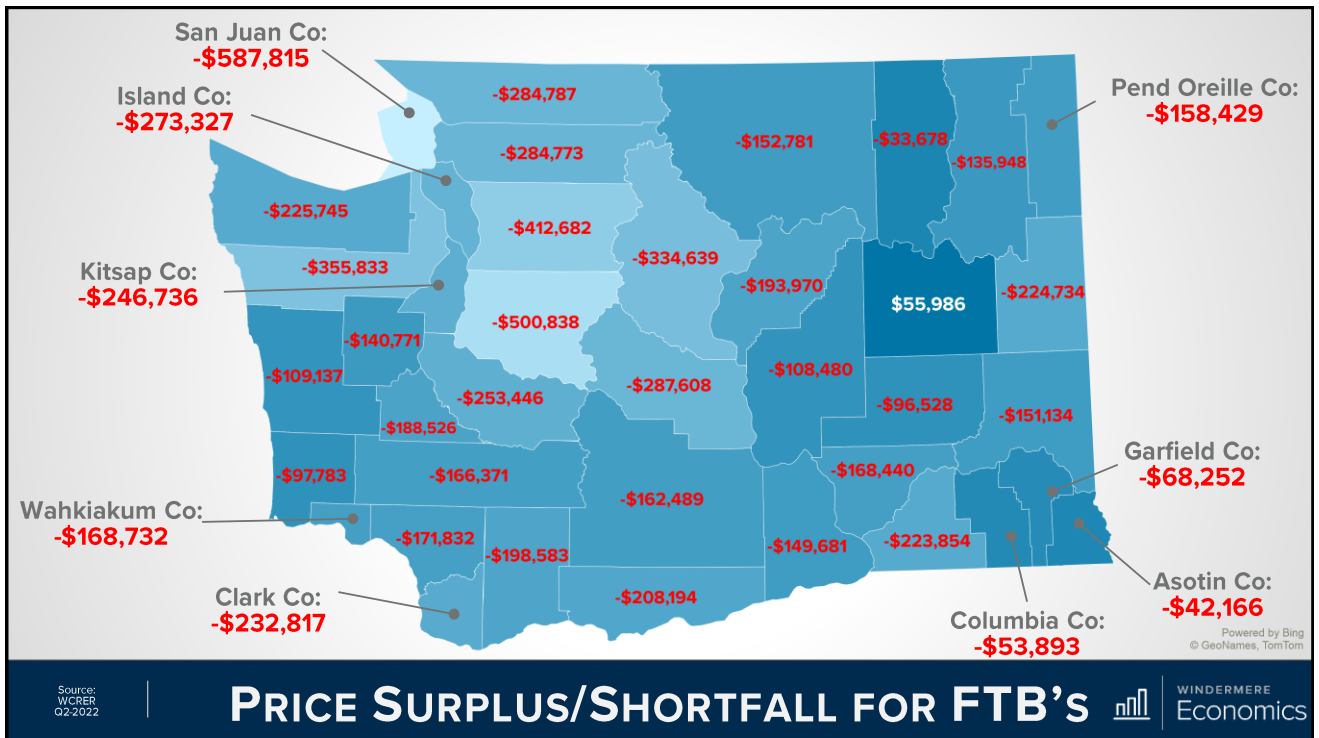 San Juan Co:
-$587,815
Island Co:
-$273,327
-$284,787
-$284,773
-$152,781
-$33,678
-$135,948
Pend Oreille Co:
-$158,429
-$225,745
-$412,682
-$334,639
-$355,833
Kitsap Co:
-$246,736
-$193,970
$55,986
-$224,734
-$500,838
-$140,771
-$109,137
-$108,480
-$287,608
-$253,446
-$96,528
-$151,134
-$188,526
Garfield Co:
-$68,252
-$97,783
-$166,371
-$168,440
-$162,489
Wahkiakum Co:
-$168,732
-$171,832
-$198,583
-$149,681
-$223,854
Clark Co:
-$232,817
-$208,194
Asotin Co:
-$42,166
Columbia Co:
-$53,893
Powered by Bing
© GeoNames, TomTom
Source:
WCRER
Q2-2022
PRICE SURPLUS/SHORTFALL FOR FTB'S
WINDERMERE
Economics